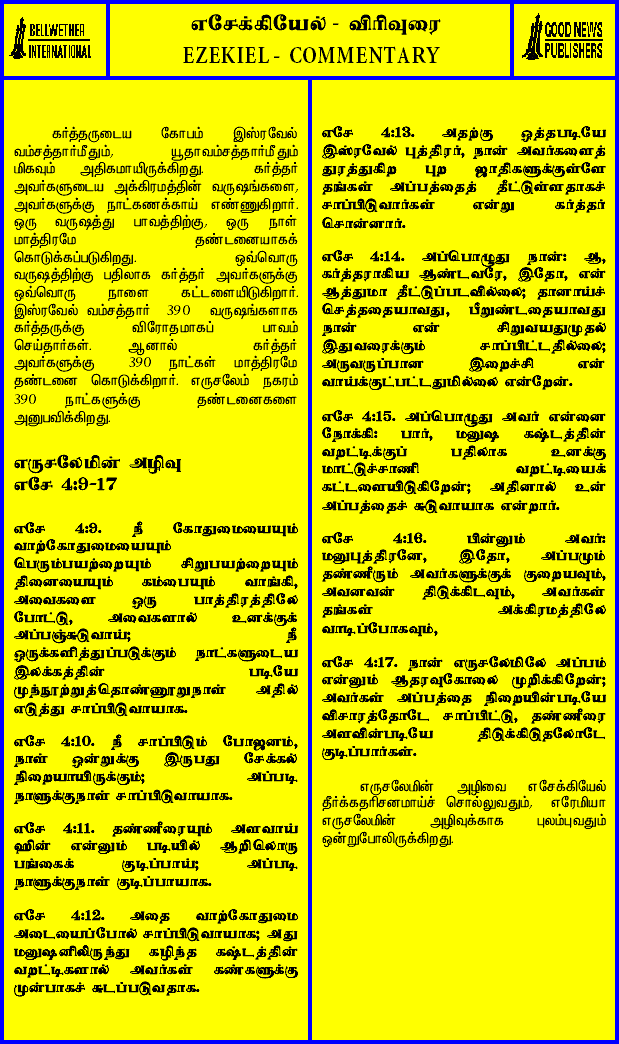 BELLWETHER
INTERNATIONAL
எசேக்கியேல் - விரிவுரை
EZEKIEL - COMMENTARY
GOOD NEWS
PUBLISHERS
கர்த்தருடைய கோபம் இஸ்ரவேல்
வம்சத்தார்மீதும், யூதாவம்சத்தார்மீதும்
மிகவும் அதிகமாயிருக்கிறது. கர்த்தர்
அவர்களுடைய அக்கிரமத்தின் வருஷங்களை,
அவர்களுக்கு நாட்கணக்காய் எண்ணுகிறார்.
ஒரு வருஷத்து பாவத்திற்கு, ஒரு நாள்
மாத்திரமே தண்டனையாகக்
கொடுக்கப்படுகிறது. ஒவ்வொரு
வருஷத்திற்கு பதிலாக கர்த்தர் அவர்களுக்கு
ஒவ்வொரு நாளை கட்டளையிடுகிறார்.
இஸ்ரவேல் வம்சத்தார் 390 வருஷங்களாக
கர்த்தருக்கு விரோதமாகப் பாவம்
செய்தார்கள். ஆனால் கர்த்தர்
அவர்களுக்கு 390 நாட்கள் மாத்திரமே
தண்டனை கொடுக்கிறார். எருசலேம் நகரம்
390 நாட்களுக்கு தண்டனைகளை
அனுபவிக்கிறது.
எருசலேமின் அழிவு
எசே 4:9-17
எசே 4:9. நீ கோதுமையையும்
வாற்கோதுமையையும்
பெரும்பயற்றையும் சிறுபயற்றையும்
தினையையும் கம்பையும் வாங்கி,
அவைகளை ஒரு பாத்திரத்திலே
போட்டு, அவைகளால் உனக்குக்
அப்பஞ்சுடுவாய்; நீ
ஒருக்களித்துப்படுக்கும் நாட்களுடைய
இலக்கத்தின் படியே
முந்நூற்றுத்தொண்ணூறுநாள் அதில்
எடுத்து சாப்பிடுவாயாக.
எசே 4:10. நீ சாப்பிடும் போஜனம்,
நாள் ஒன்றுக்கு இருபது சேக்கல்
நிறையாயிருக்கும்; அப்படி
நாளுக்குநாள் சாப்பிடுவாயாக.
எசே 4:11. தண்ணீரையும் அளவாய்
ஹின் என்னும் படியில் ஆறிலொரு
பங்கைக் குடிப்பாய்; அப்படி
நாளுக்குநாள் குடிப்பாயாக.
எசே 4:12. அதை வாற்கோதுமை
அடையைப்போல் சாப்பிடுவாயாக; அது
மனுஷனிலிருந்து கழிந்த கஷ்டத்தின்
வறட்டிகளால் அவர்கள் கண்களுக்கு
முன்பாகச் சுடப்படுவதாக.
எசே 4:13. அதற்கு ஒத்தபடியே
இஸ்ரவேல் புத்திரர், நான் அவர்களைத்
துரத்துகிற புற ஜாதிகளுக்குள்ளே
தங்கள் அப்பத்தைத் தீட்டுள்ளதாகச்
சாப்பிடுவார்கள் என்று கர்த்தர்
சொன்னார்.
எசே 4:14. அப்பொழுது நான்: ஆ,
கர்த்தராகிய ஆண்டவரே, இதோ, என்
ஆத்துமா தீட்டுப்படவில்லை; தானாய்ச்
செத்ததையாவது, பீறுண்டதையாவது
நான் என் சிறுவயதுமுதல்
இதுவரைக்கும் சாப்பிட்டதில்லை;
அருவருப்பான இறைச்சி என்
வாய்க்குட்பட்டதுமில்லை என்றேன்.
எசே 4:15. அப்பொழுது அவர் என்னை
நோக்கி: பார், மனுஷ கஷ்டத்தின்
வறட்டிக்குப் பதிலாக உனக்கு
மாட்டுச்சாணி வறட்டியைக்
கட்டளையிடுகிறேன்; அதினால் உன்
அப்பத்தைச் சுடுவாயாக என்றார்.
எசே 4:16. பின்னும் அவர்:
மனுபுத்திரனே, இதோ, அப்பமும்
தண்ணீரும் அவர்களுக்குக் குறையவும்,
அவனவன் திடுக்கிடவும், அவர்கள்
தங்கள் அக்கிரமத்திலே
வாடிப்போகவும்,
எசே 4:17. நான் எருசலேமிலே அப்பம்
என்னும் ஆதரவுகோலை முறிக்கிறேன்;
அவர்கள் அப்பத்தை நிறையின்படியே
விசாரத்தோடே சாப்பிட்டு, தண்ணீரை
அளவின்படியே திடுக்கிடுதலோடே
குடிப்பார்கள்.
எருசலேமின் அழிவை எசேக்கியேல்
தீர்க்கதரிசனமாய்ச் சொல்லுவதும், எரேமியா
எருசலேமின் அழிவுக்காக புலம்புவதும்
ஒன்றுபோலிருக்கிறது.